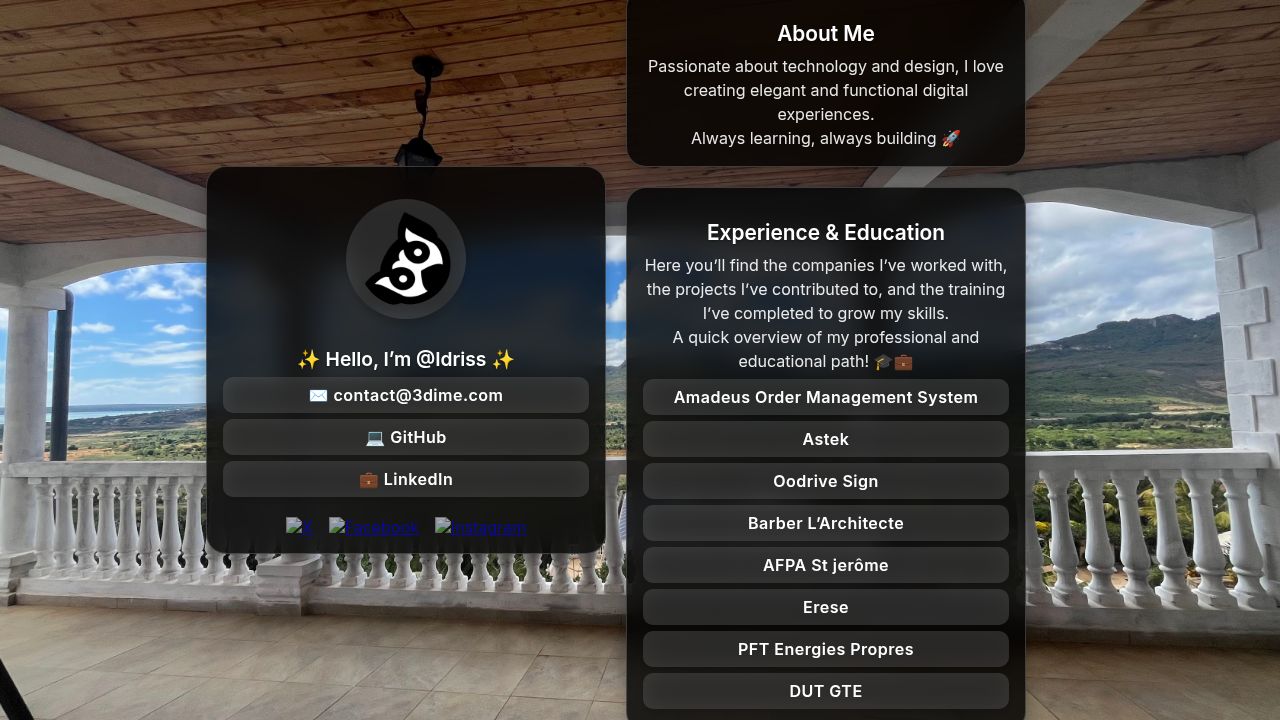 ✨ Hello, I’m @Idriss ✨
✉️ contact@3dime.com
💻 GitHub
💼 LinkedIn
X Facebook Instagram
About Me
Passionate about technology and design, I love
creating elegant and functional digital
experiences.
Always learning, always building 🚀
Experience & Education
Here you’ll find the companies I’ve worked with,
the projects I’ve contributed to, and the training
I’ve completed to grow my skills.
A quick overview of my professional and
educational path! 🎓💼
Amadeus Order Management System
Astek
Oodrive Sign
Barber L’Architecte
AFPA St jerôme
Erese
PFT Energies Propres
DUT GTE